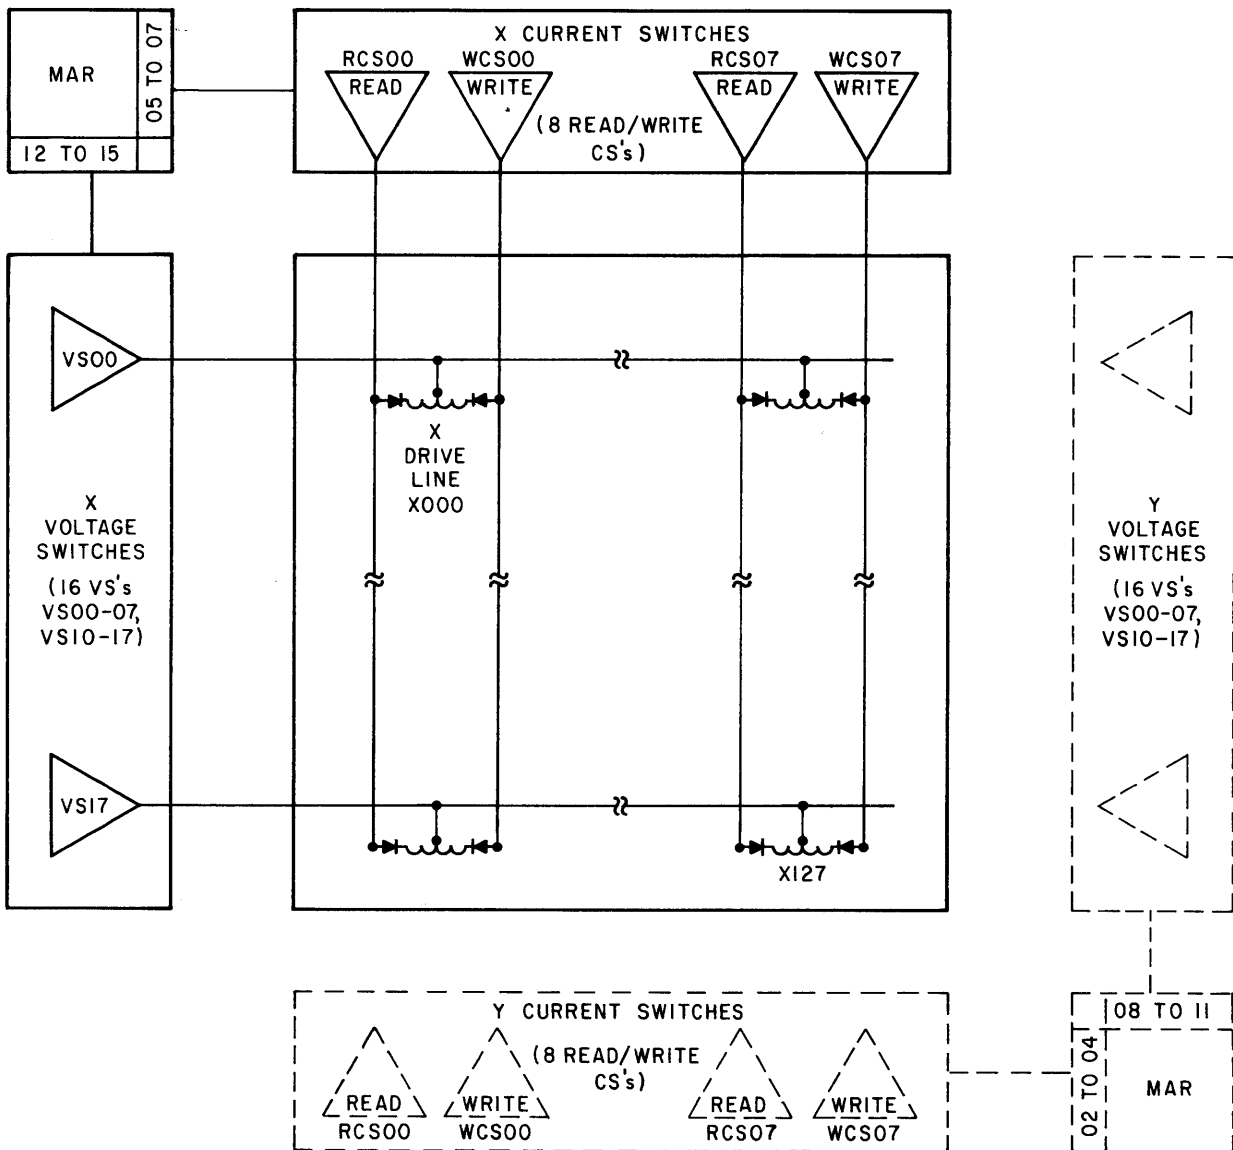 MAR
05 TO 07
12 TO 15
X CURRENT SWITCHES
RCS00 WCS00 RCS07 WCS07
READ WRITE READ WRITE
(8 READ/WRITE
CS's)
VS00
X
DRIVE
LINE
X000
X
VOLTAGE
SWITCHES
(16 VS's
VS00-07,
VS10-17)
Y
VOLTAGE
SWITCHES
(16 VS's
VS00-07,
VS10-17)
VS17
X127
Y CURRENT SWITCHES
(8 READ/WRITE
CS's)
READ WRITE READ WRITE
RCS00 WCS00 RCS07 WCS07
08 TO 11
02 TO 04
MAR